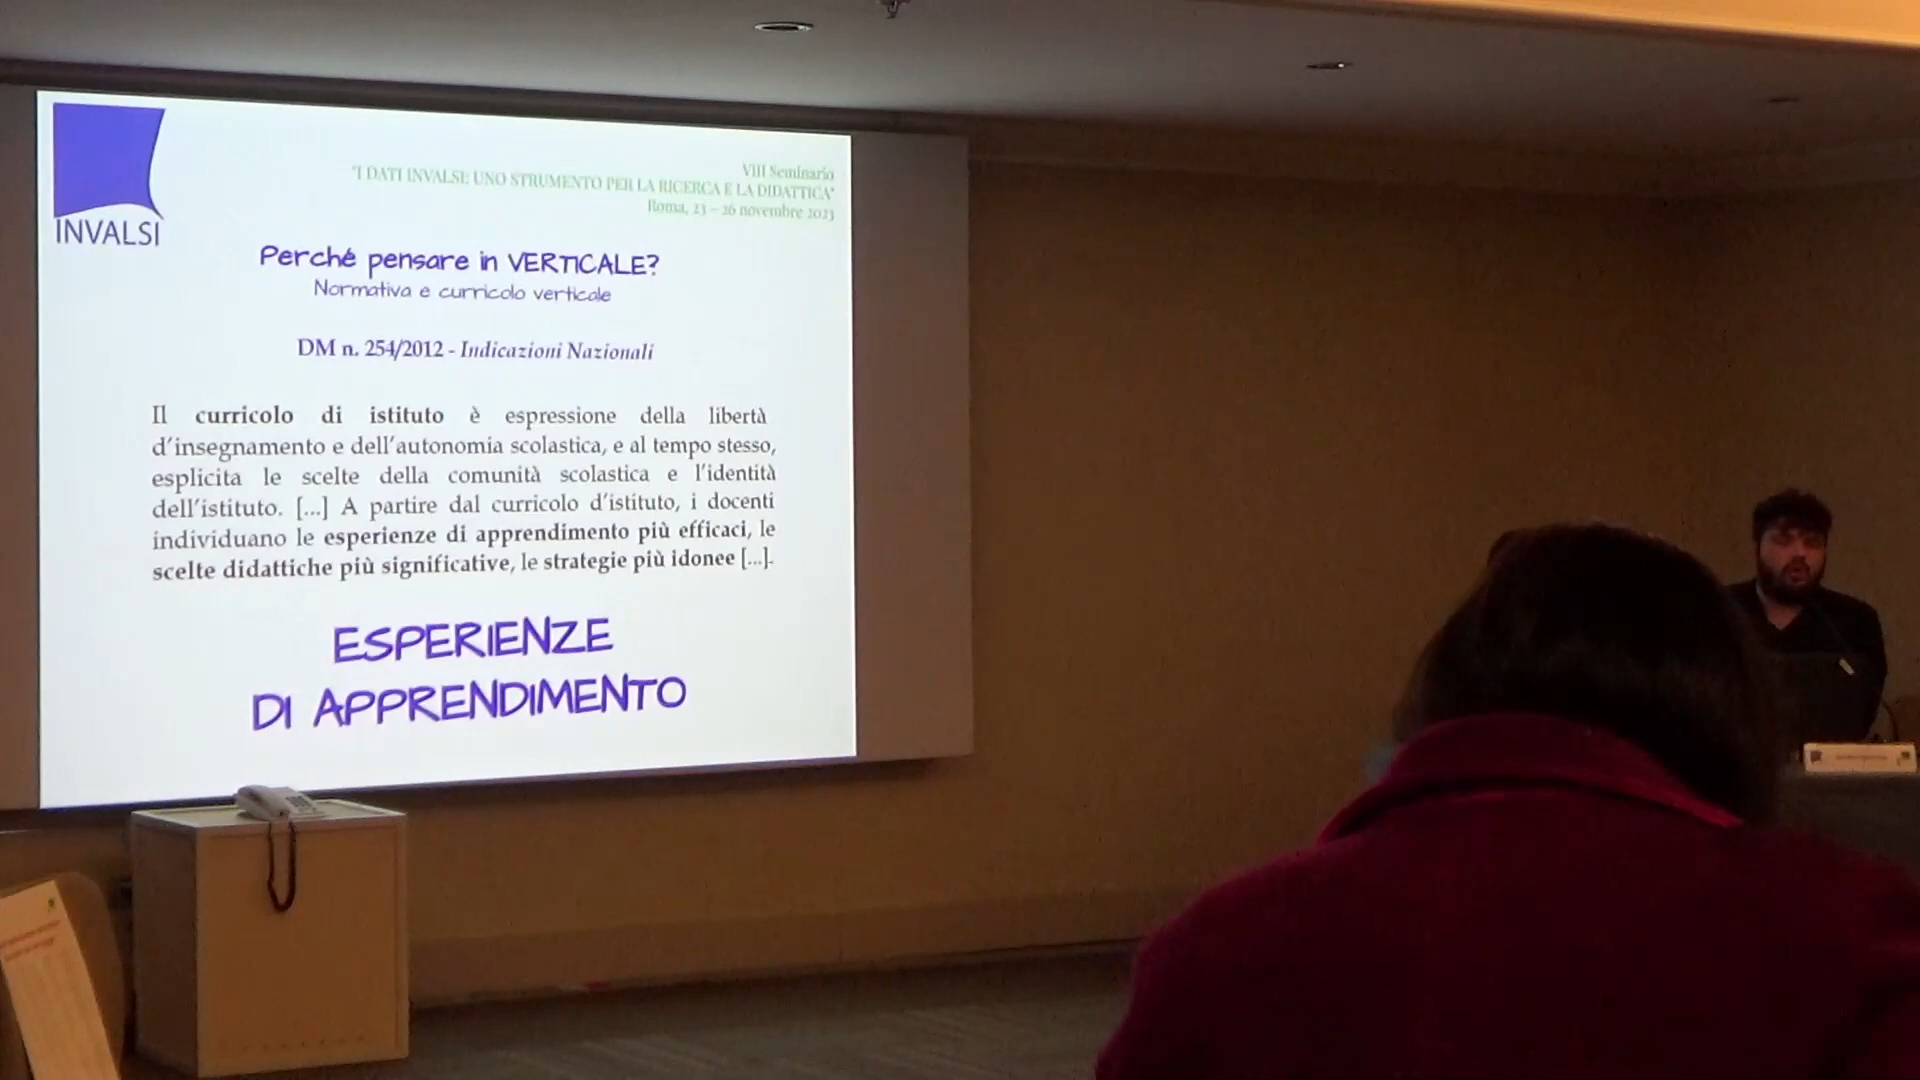 INVALSI
VIII Seminario
"I DATI INVALSI: UNO STRUMENTO PER LA RICERCA E LA DIDATTICA"
Roma, 23 – 26 novembre 2023
Perché pensare in VERTICALE?
Normativa e curricolo verticale
DM n. 254/2012 - Indicazioni Nazionali
Il curricolo di istituto è espressione della libertà
d'insegnamento e dell'autonomia scolastica, e al tempo stesso,
esplicita le scelte della comunità scolastica e l'identità
dell'istituto. [...] A partire dal curricolo d'istituto, i docenti
individuano le esperienze di apprendimento più efficaci, le
scelte didattiche più significative, le strategie più idonee [...].
ESPERIENZE
DI APPRENDIMENTO